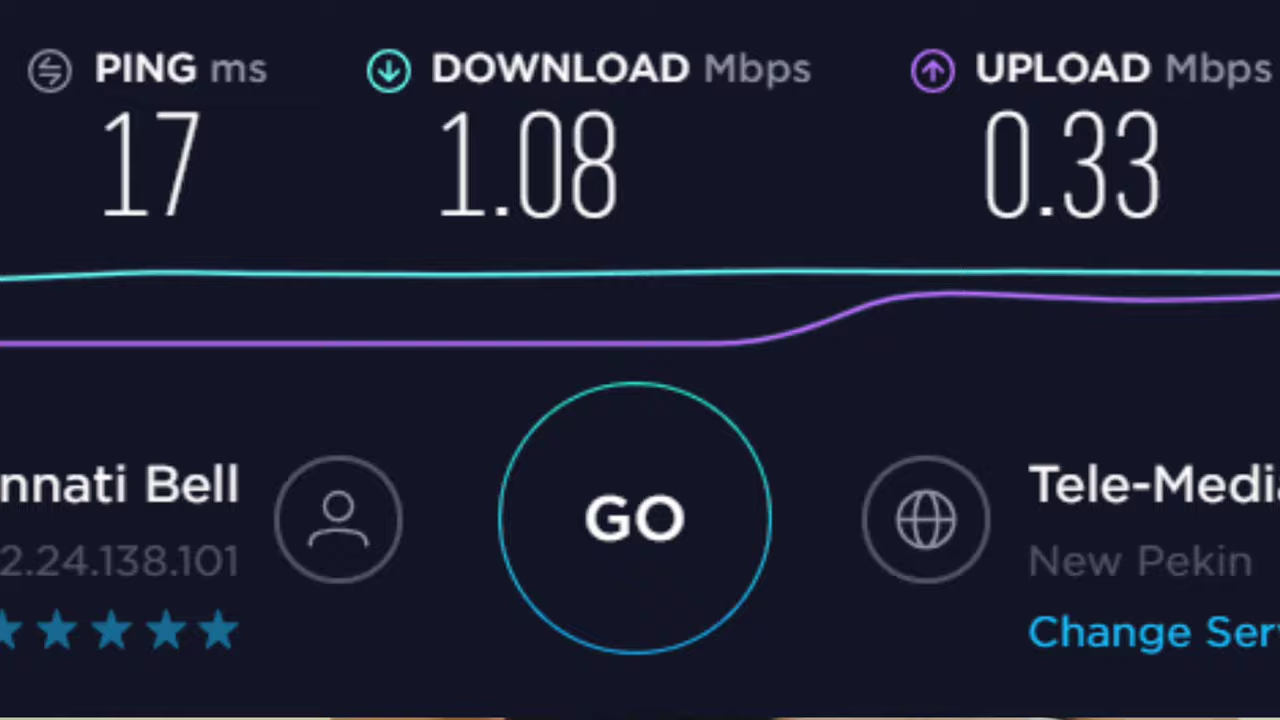 PING ms DOWNLOAD Mbps UPLOAD Mbps
17 1.08 0.33
nnati Bell
2.24.138.101
GO
Tele-Media
New Pekin
Change Ser